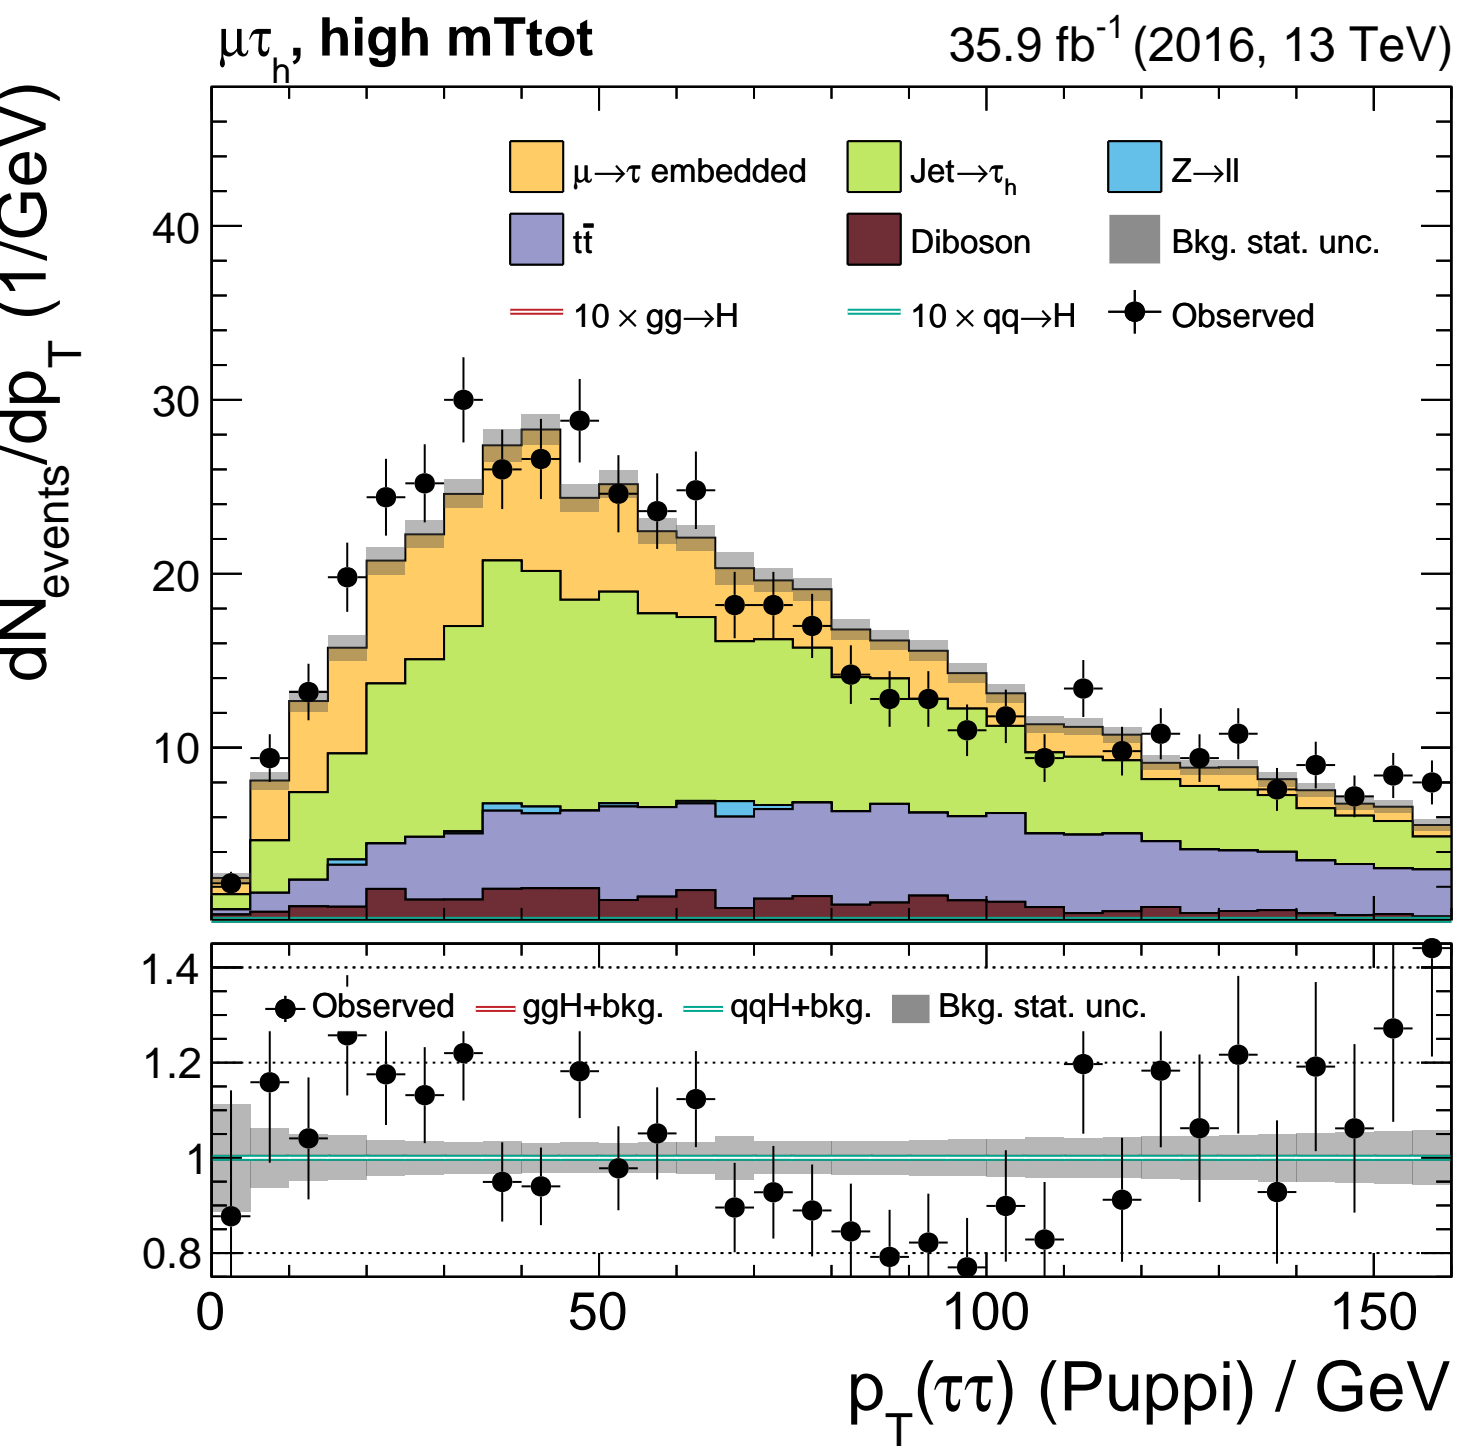 μτh, high mTtot 35.9 fb-1 (2016, 13 TeV)
dNevents/dpT (1/GeV)
μ→τ embedded Jet→τh Z→ll
tt̄ Diboson Bkg. stat. unc.
10 × gg→H 10 × qq→H Observed
40
30
20
10
1.4
Observed ggH+bkg. qqH+bkg. Bkg. stat. unc.
1.2
1
0.8
0 50 100 150
pT(ττ) (Puppi) / GeV